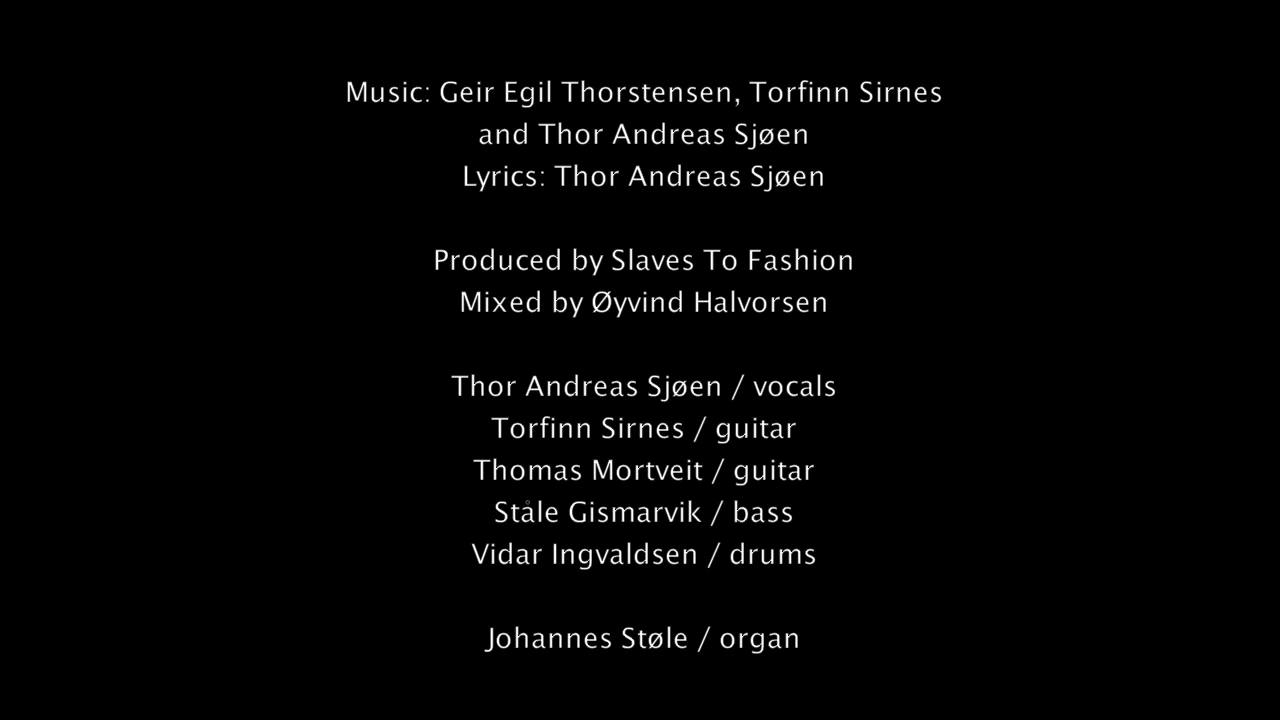 Music: Geir Egil Thorstensen, Torfinn Sirnes
and Thor Andreas Sjøen
Lyrics: Thor Andreas Sjøen
Produced by Slaves To Fashion
Mixed by Øyvind Halvorsen
Thor Andreas Sjøen / vocals
Torfinn Sirnes / guitar
Thomas Mortveit / guitar
Ståle Gismarvik / bass
Vidar Ingvaldsen / drums
Johannes Støle / organ